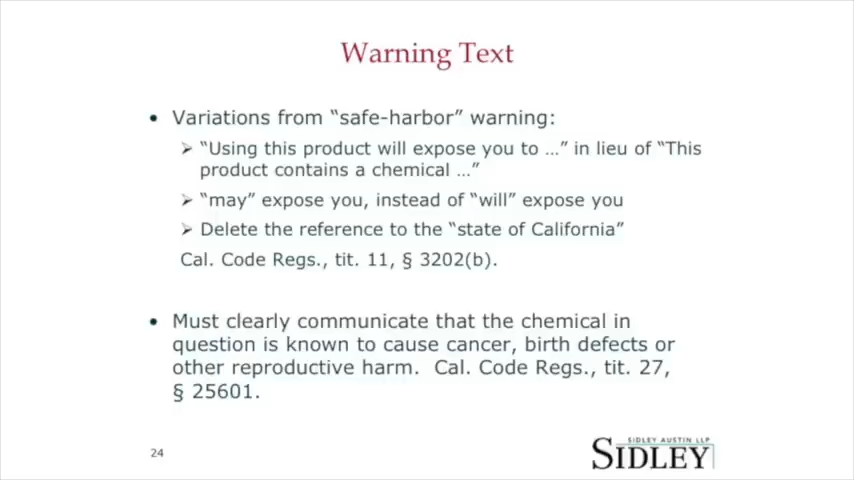 Warning Text
• Variations from “safe-harbor” warning:
➢ “Using this product will expose you to …” in lieu of “This
product contains a chemical …”
➢ “may” expose you, instead of “will” expose you
➢ Delete the reference to the “state of California”
Cal. Code Regs., tit. 11, § 3202(b).
• Must clearly communicate that the chemical in
question is known to cause cancer, birth defects or
other reproductive harm.  Cal. Code Regs., tit. 27,
§ 25601.
24
SIDLEY AUSTIN LLP
SIDLEY